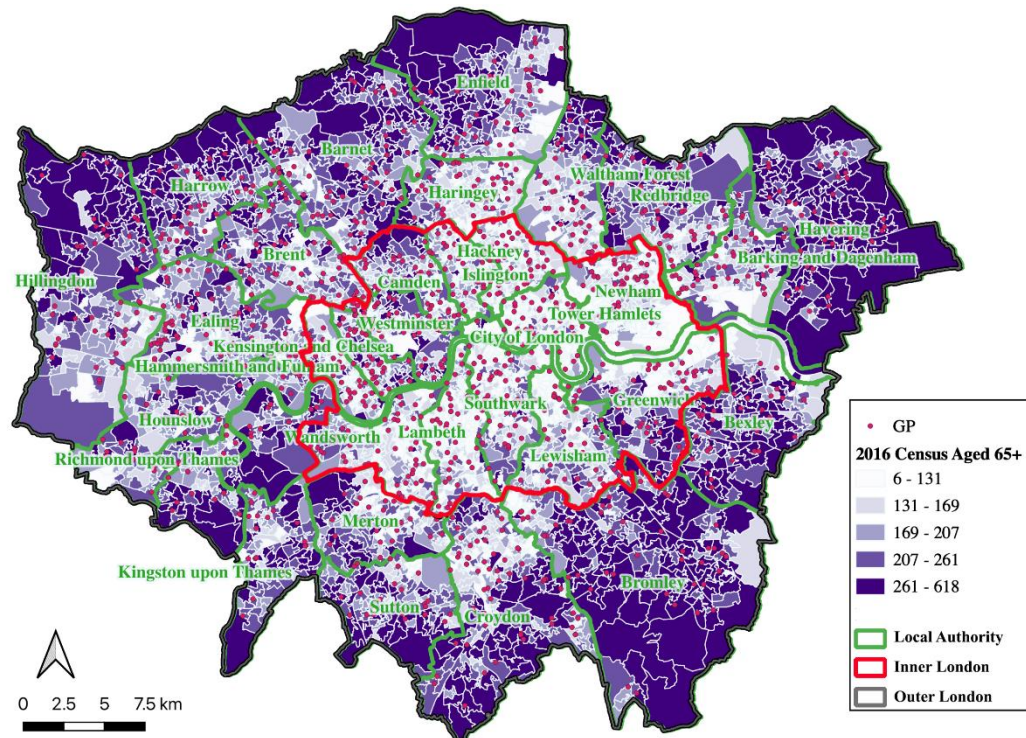 Enfield
Barnet
Harrow
Haringey
Waltham Forest
Redbridge
Havering
Barking and Dagenham
Hillingdon
Brent
Hackney
Islington
Camden
Newham
Ealing
Westminster
Tower Hamlets
City of London
Kensington and Chelsea
Hammersmith and Fulham
Hounslow
Southwark
Greenwich
Bexley
Richmond upon Thames
Wandsworth
Lambeth
Lewisham
Merton
Kingston upon Thames
Bromley
Sutton
Croydon
0 2.5 5 7.5 km
GP
2016 Census Aged 65+
6 - 131
131 - 169
169 - 207
207 - 261
261 - 618
Local Authority
Inner London
Outer London